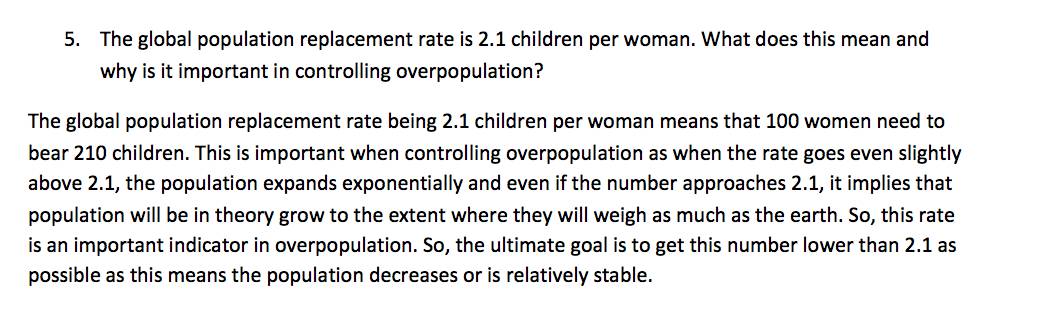 5. The global population replacement rate is 2.1 children per woman. What does this mean and
why is it important in controlling overpopulation?
The global population replacement rate being 2.1 children per woman means that 100 women need to
bear 210 children. This is important when controlling overpopulation as when the rate goes even slightly
above 2.1, the population expands exponentially and even if the number approaches 2.1, it implies that
population will be in theory grow to the extent where they will weigh as much as the earth. So, this rate
is an important indicator in overpopulation. So, the ultimate goal is to get this number lower than 2.1 as
possible as this means the population decreases or is relatively stable.